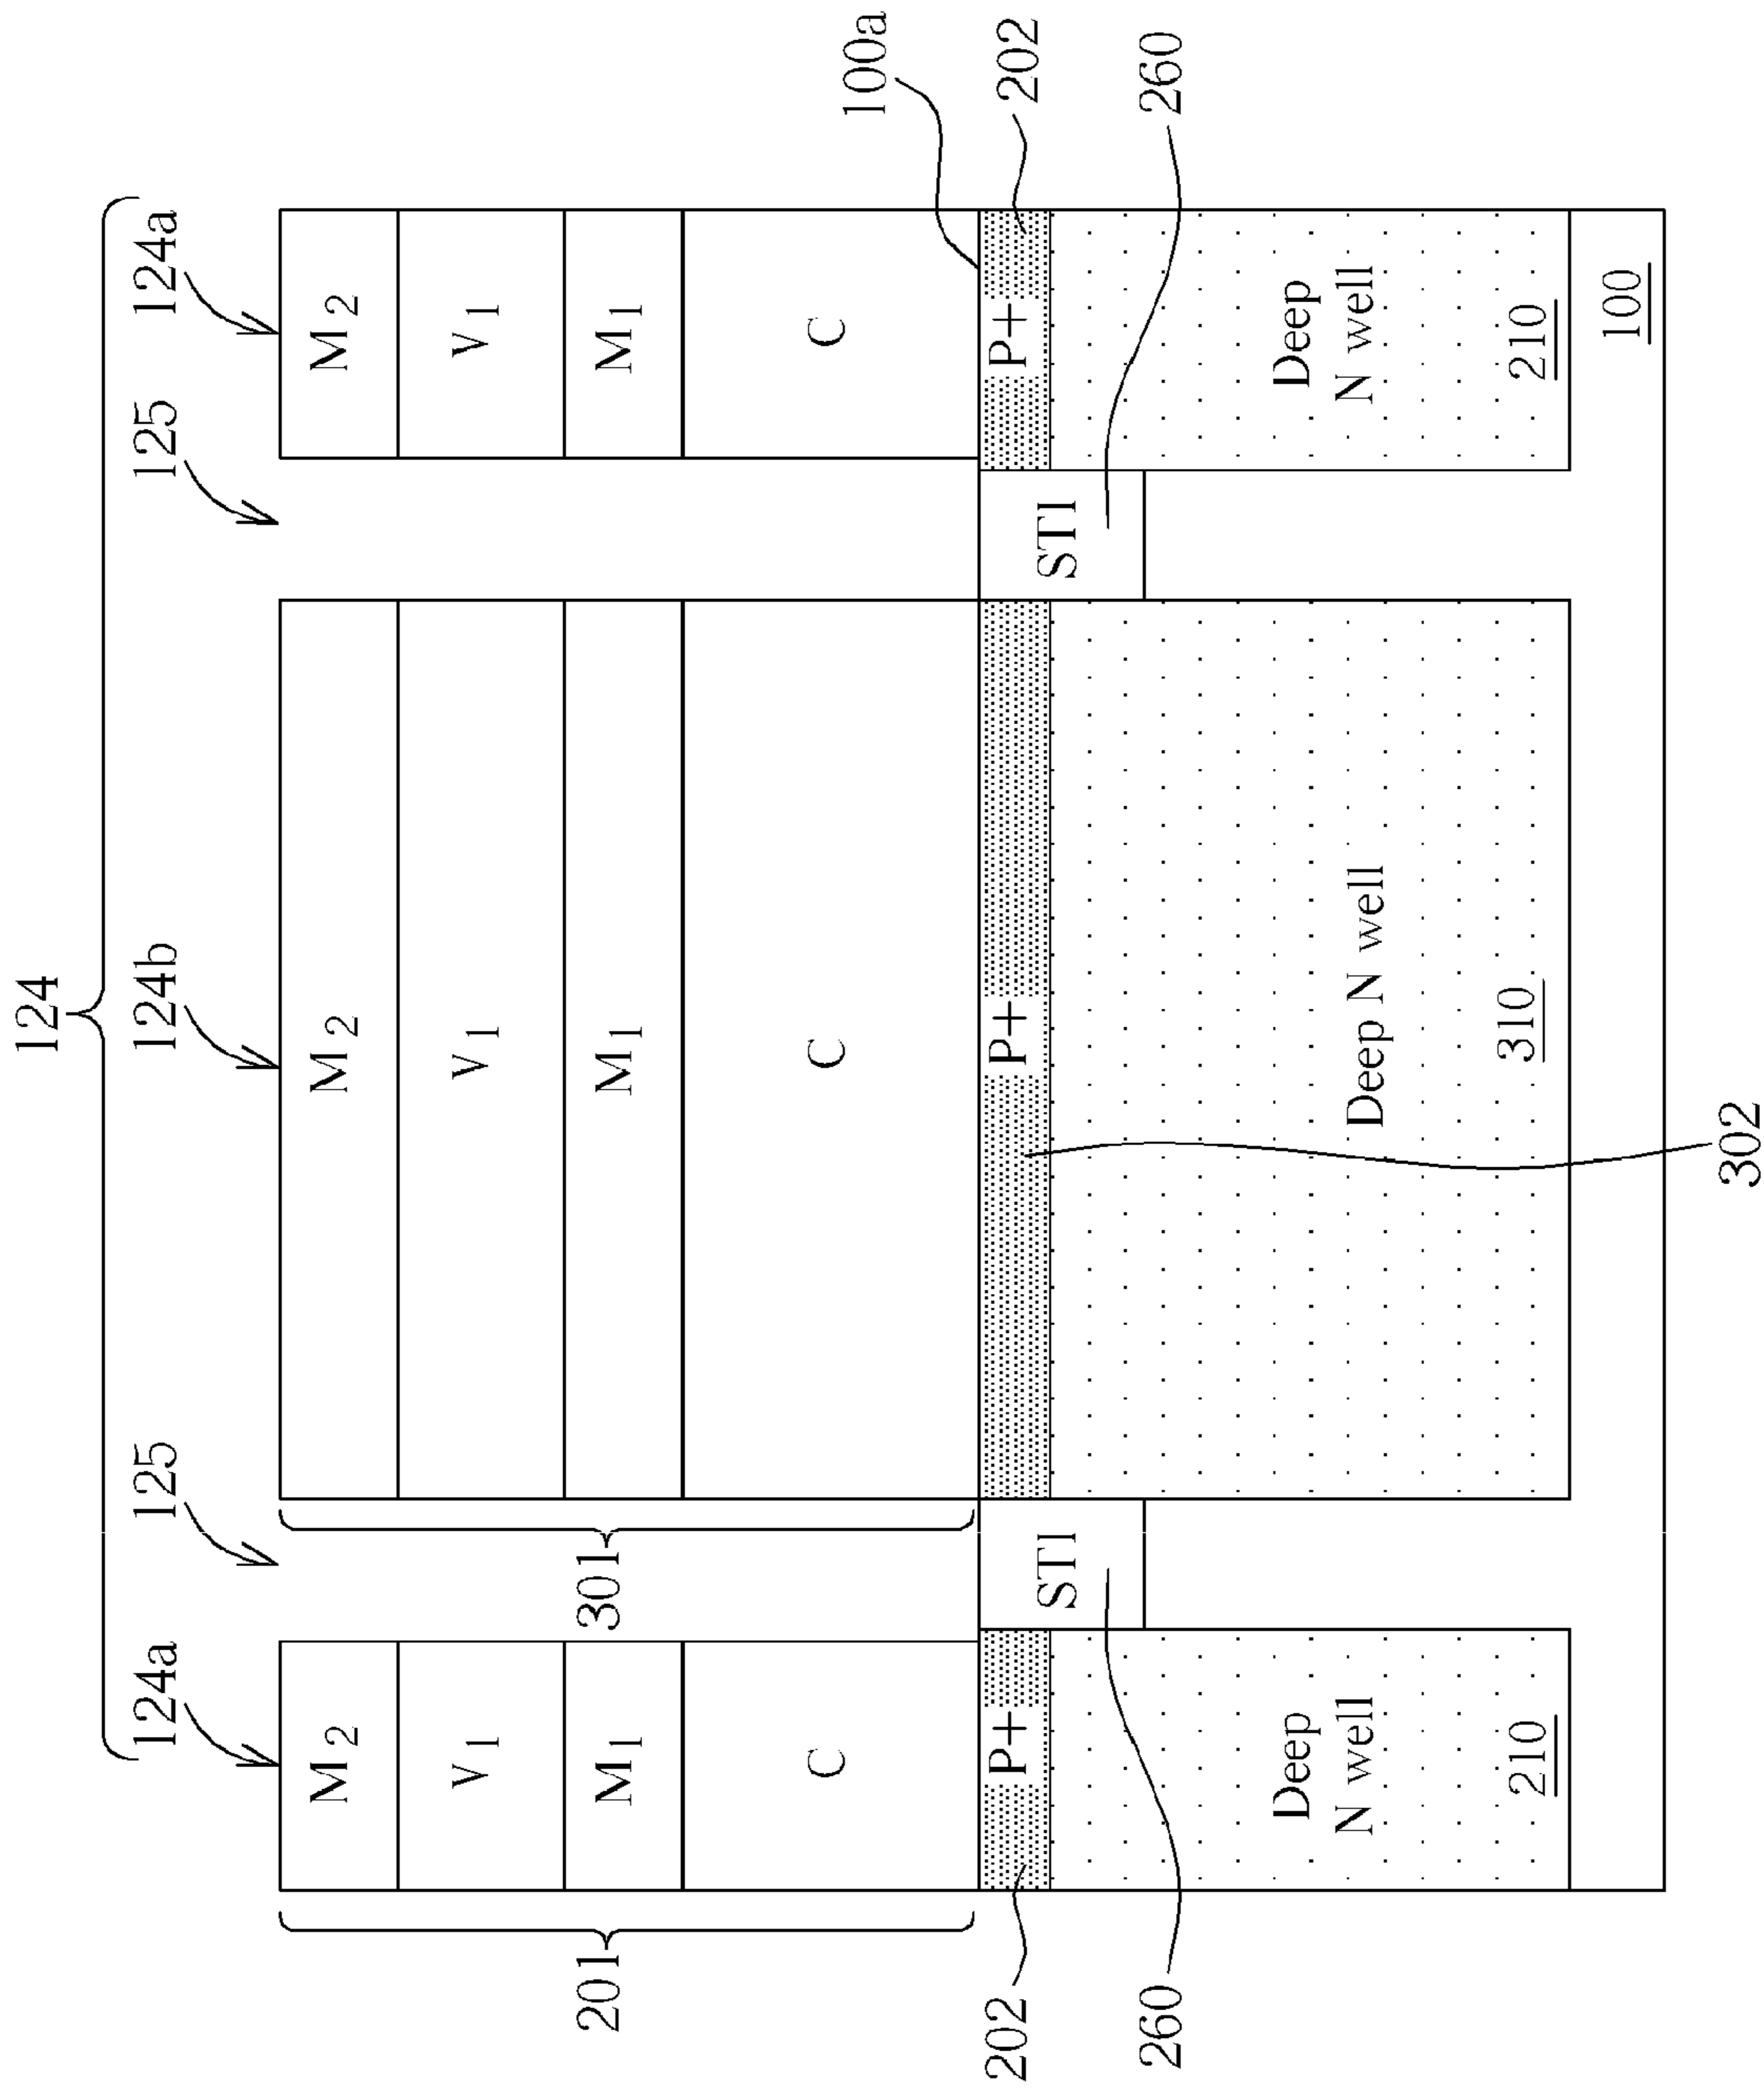 124
124a 125 124b 125 124a
M2 M2 M2
V1 V1 V1
201 M1 301 M1 M1
C C C
100a
202 P+ P+ P+ 202
STI STI
260 260
Deep
N well
Deep N well
Deep
N well
210 310 210
100
302